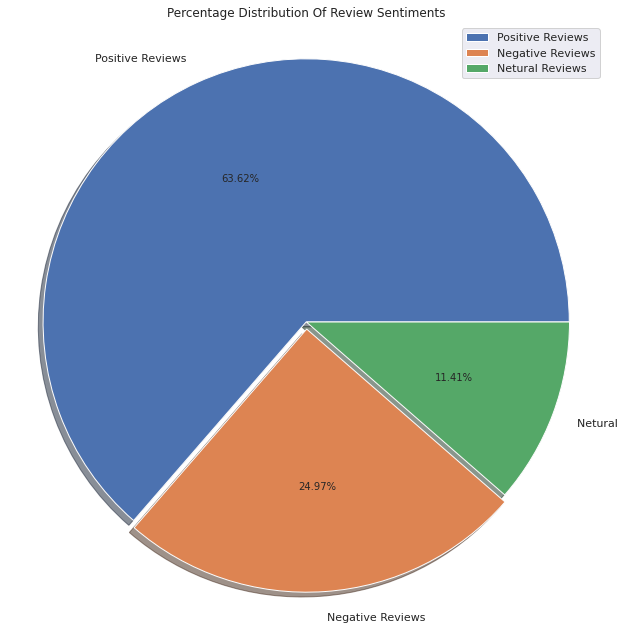 Percentage Distribution Of Review Sentiments
Positive Reviews
Negative Reviews
Netural Reviews
Positive Reviews
63.62%
11.41%
Netural
24.97%
Negative Reviews